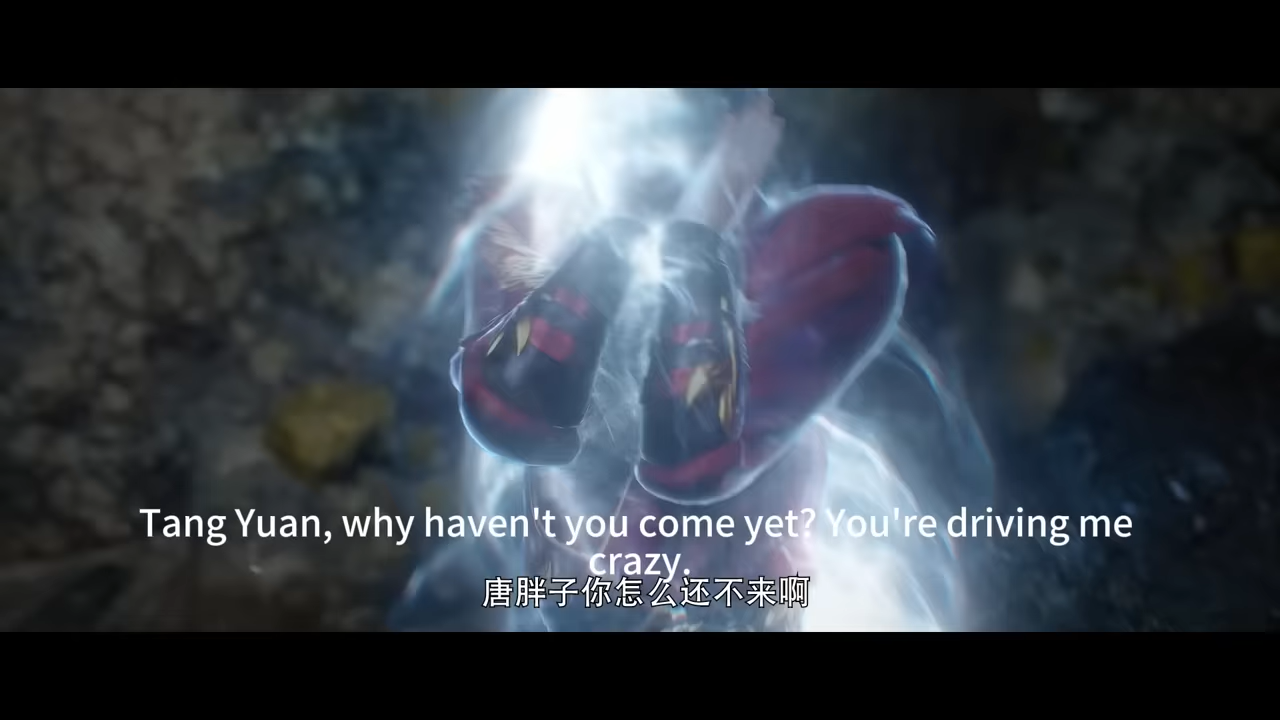 Tang Yuan, why haven't you come yet? You're driving me
crazy.
唐胖子你怎么还不来啊